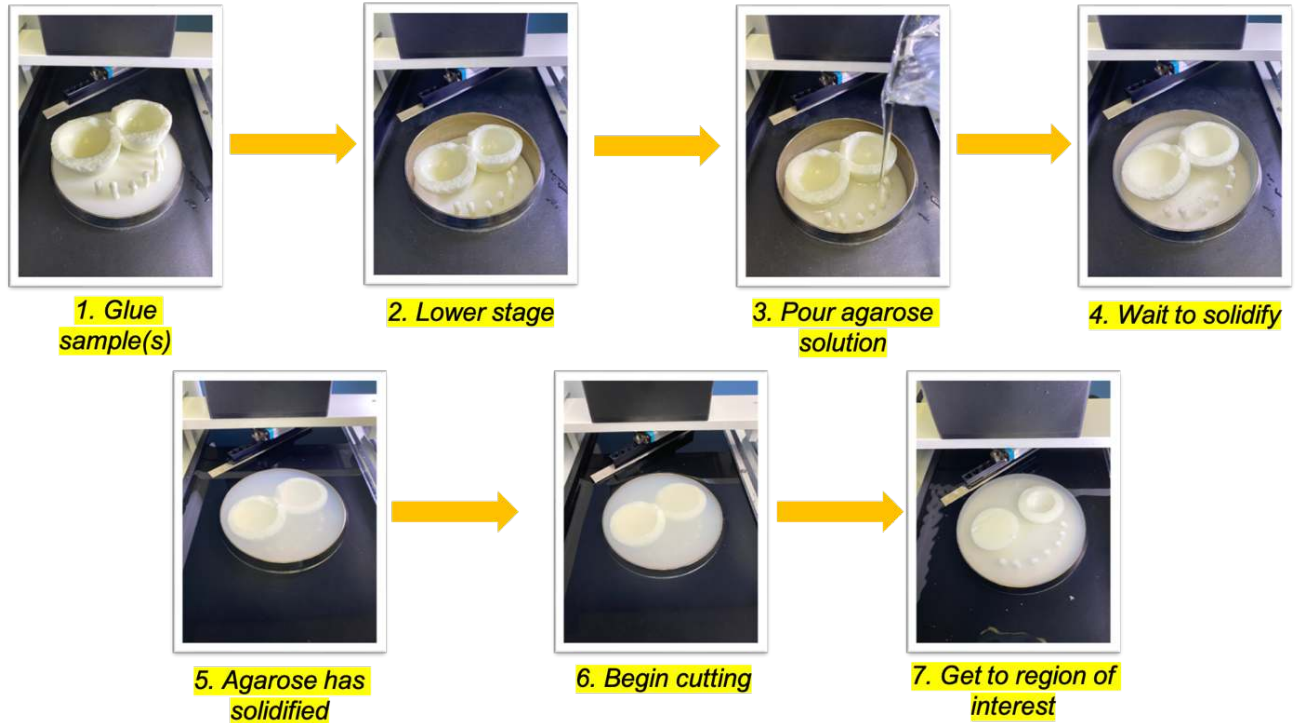 1. Glue
sample(s)
2. Lower stage
3. Pour agarose
solution
4. Wait to solidify
5. Agarose has
solidified
6. Begin cutting
7. Get to region of
interest